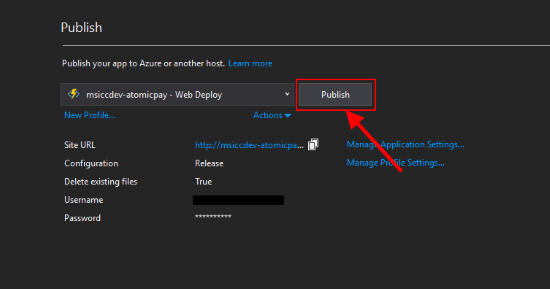 Publish
Publish your app to Azure or another host. Learn more
msiccdev-atomicpay - Web Deploy Publish
New Profile... Actions
Site URL http://msiccdev-atomicpa... Manage Application Settings...
Configuration Release Manage Profile Settings...
Delete existing files True
Username
Password **********